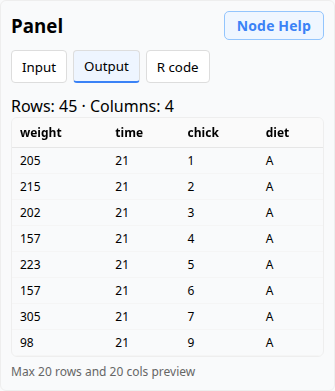 Panel
Node Help
Input Output R code
Rows: 45 · Columns: 4
weight time chick diet
205 21 1 A
215 21 2 A
202 21 3 A
157 21 4 A
223 21 5 A
157 21 6 A
305 21 7 A
98 21 9 A
Max 20 rows and 20 cols preview